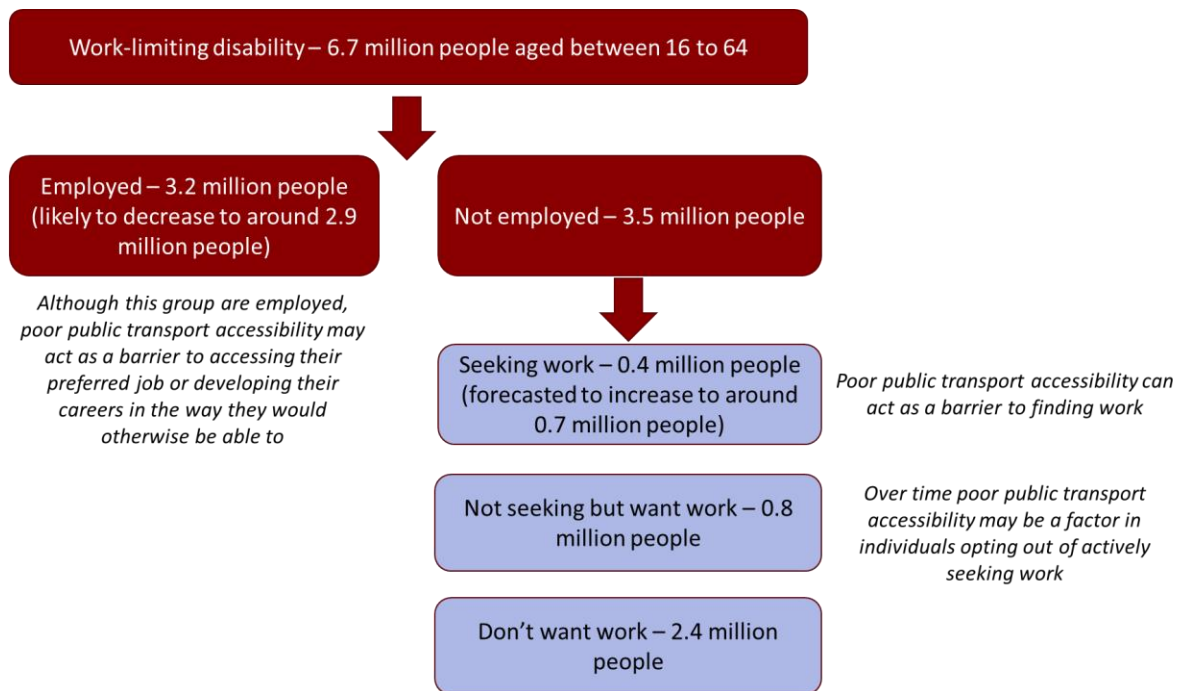 Work-limiting disability – 6.7 million people aged between 16 to 64
Employed – 3.2 million people
(likely to decrease to around 2.9
million people)
Not employed – 3.5 million people
Although this group are employed,
poor public transport accessibility may
act as a barrier to accessing their
preferred job or developing their
careers in the way they would
otherwise be able to
Seeking work – 0.4 million people
(forecasted to increase to around
0.7 million people)
Poor public transport accessibility can
act as a barrier to finding work
Not seeking but want work – 0.8
million people
Over time poor public transport
accessibility may be a factor in
individuals opting out of actively
seeking work
Don't want work – 2.4 million
people